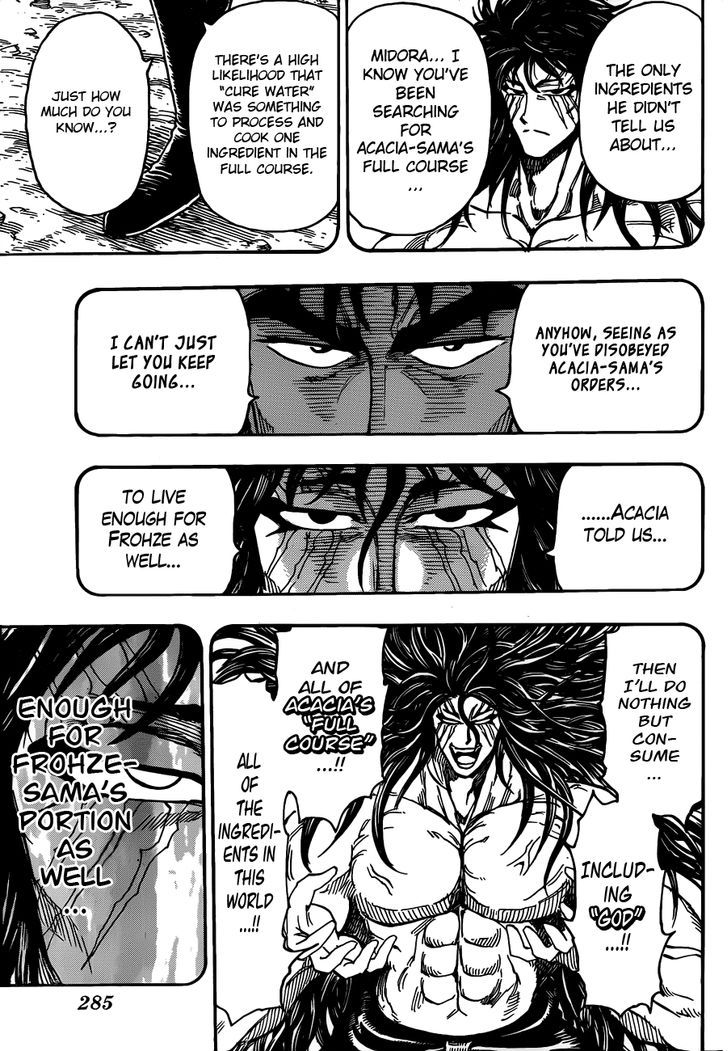 THE ONLY
INGREDIENTS
HE DIDN'T
TELL US
ABOUT...
MIDORA... I
KNOW YOU'VE
BEEN
SEARCHING
FOR
ACACIA-SAMA'S
FULL COURSE
...
THERE'S A HIGH
LIKELIHOOD THAT
"CURE WATER"
WAS SOMETHING
TO PROCESS AND
COOK ONE
INGREDIENT IN THE
FULL COURSE.
JUST HOW
MUCH DO YOU
KNOW...?
ANYHOW, SEEING AS
YOU'VE DISOBEYED
ACACIA-SAMA'S
ORDERS...
I CAN'T JUST
LET YOU KEEP
GOING...
......ACACIA
TOLD US...
TO LIVE
ENOUGH FOR
FROHZE AS
WELL...
THEN
I'LL DO
NOTHING
BUT
CON-
SUME
...
AND
ALL OF
ACACIA'S
"FULL
COURSE"
...!!
INCLUD-
ING
"GOD"
...!!
ALL
OF
THE
INGREDI-
ENTS IN
THIS
WORLD
...!!
ENOUGH
FOR
FROHZE-
SAMA'S
PORTION
AS
WELL
...
285